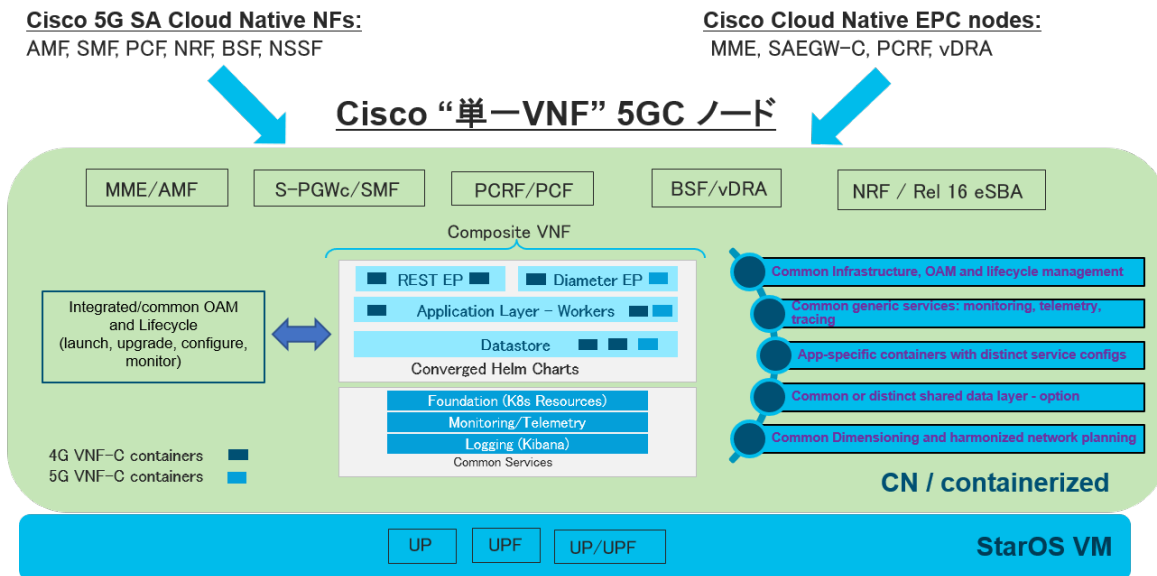 Cisco 5G SA Cloud Native NFs:
AMF, SMF, PCF, NRF, BSF, NSSF
Cisco Cloud Native EPC nodes:
MME, SAEGW-C, PCRF, vDRA
Cisco “単一VNF” 5GC ノード
MME/AMF
S-PGWc/SMF
PCRF/PCF
BSF/vDRA
NRF / Rel 16 eSBA
Composite VNF
REST EP
Diameter EP
Application Layer – Workers
Datastore
Converged Helm Charts
Foundation (K8s Resources)
Monitoring/Telemetry
Logging (Kibana)
Common Services
Integrated/common OAM
and Lifecycle
(launch, upgrade, configure,
monitor)
4G VNF-C containers
5G VNF-C containers
Common Infrastructure, OAM and lifecycle management
Common generic services: monitoring, telemetry,
tracing
App-specific containers with distinct service configs
Common or distinct shared data layer - option
Common Dimensioning and harmonized network planning
CN / containerized
UP
UPF
UP/UPF
StarOS VM